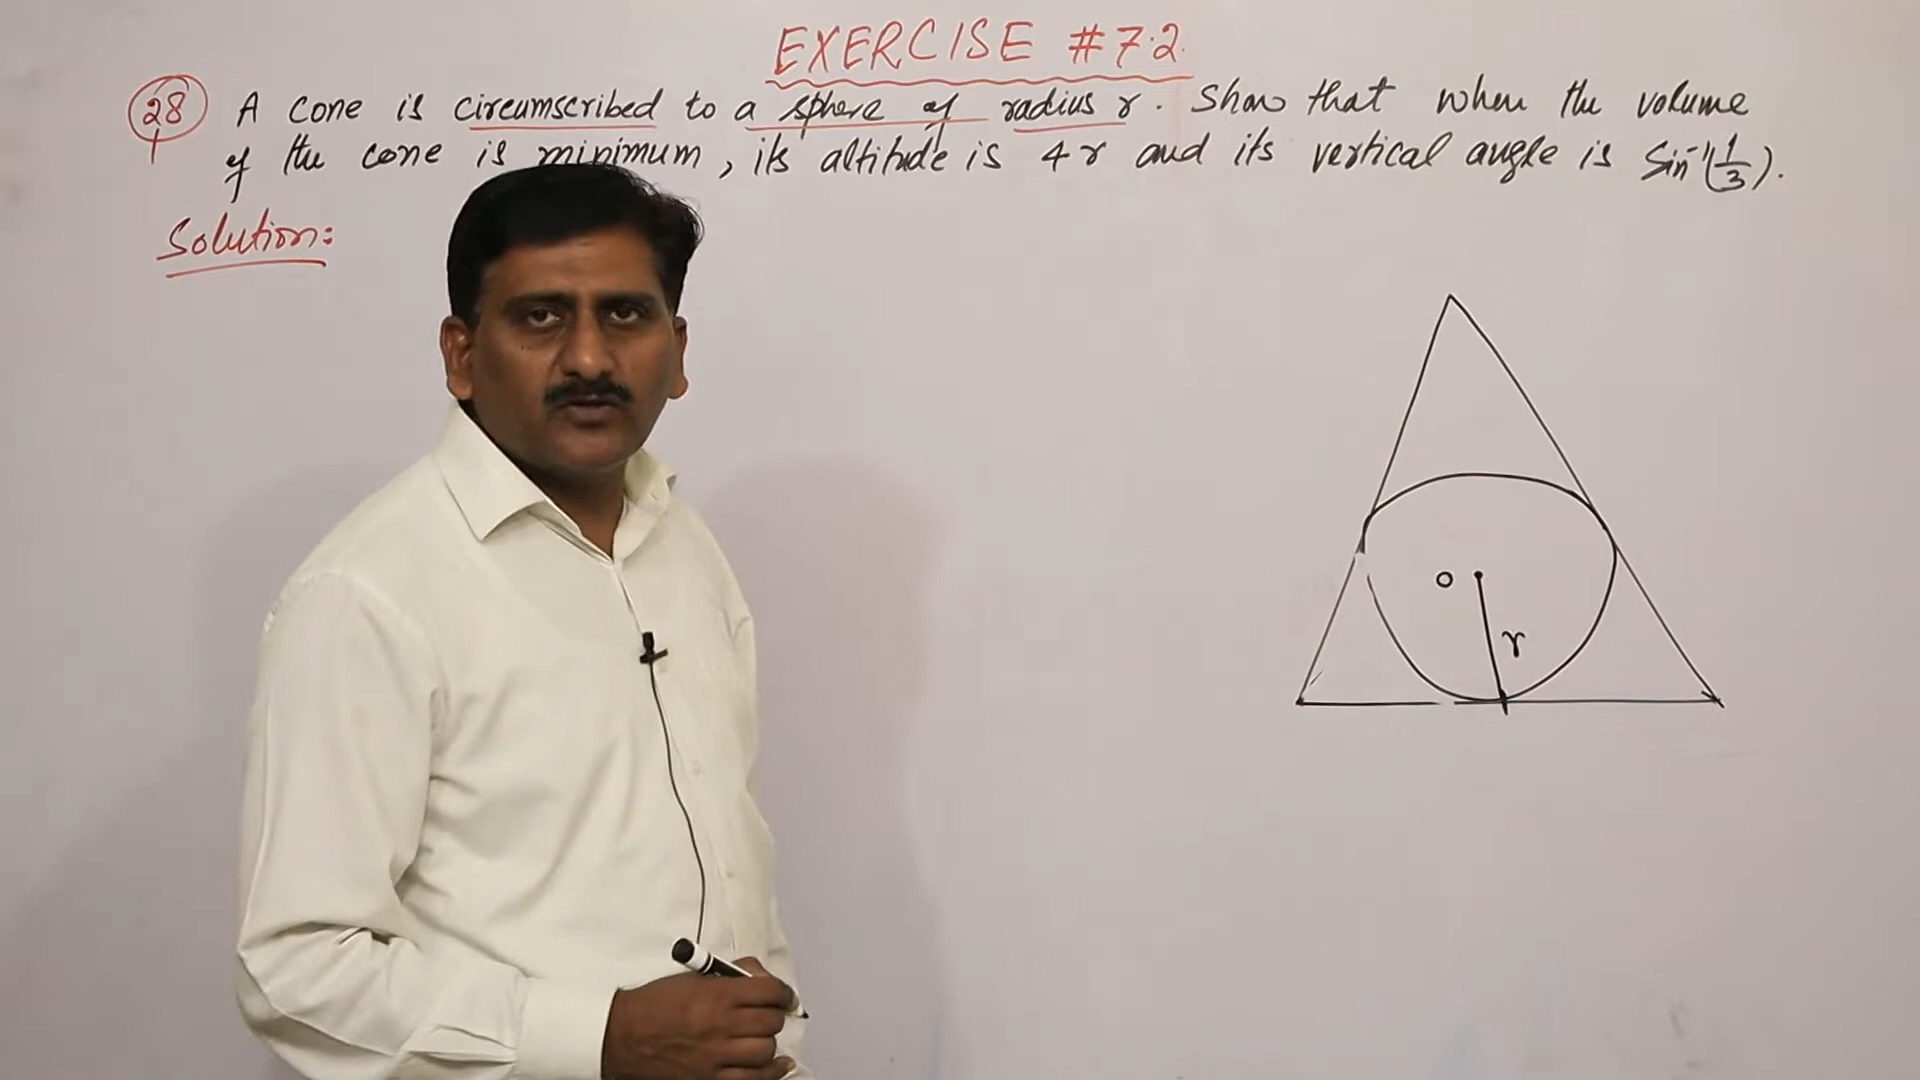 EXERCISE #7.2
28 A cone is circumscribed to a sphere of radius r. Show that when the volume
of the cone is minimum, its altitude is 4r and its vertical angle is Sin⁻¹(1/3).
Solution:
O
r